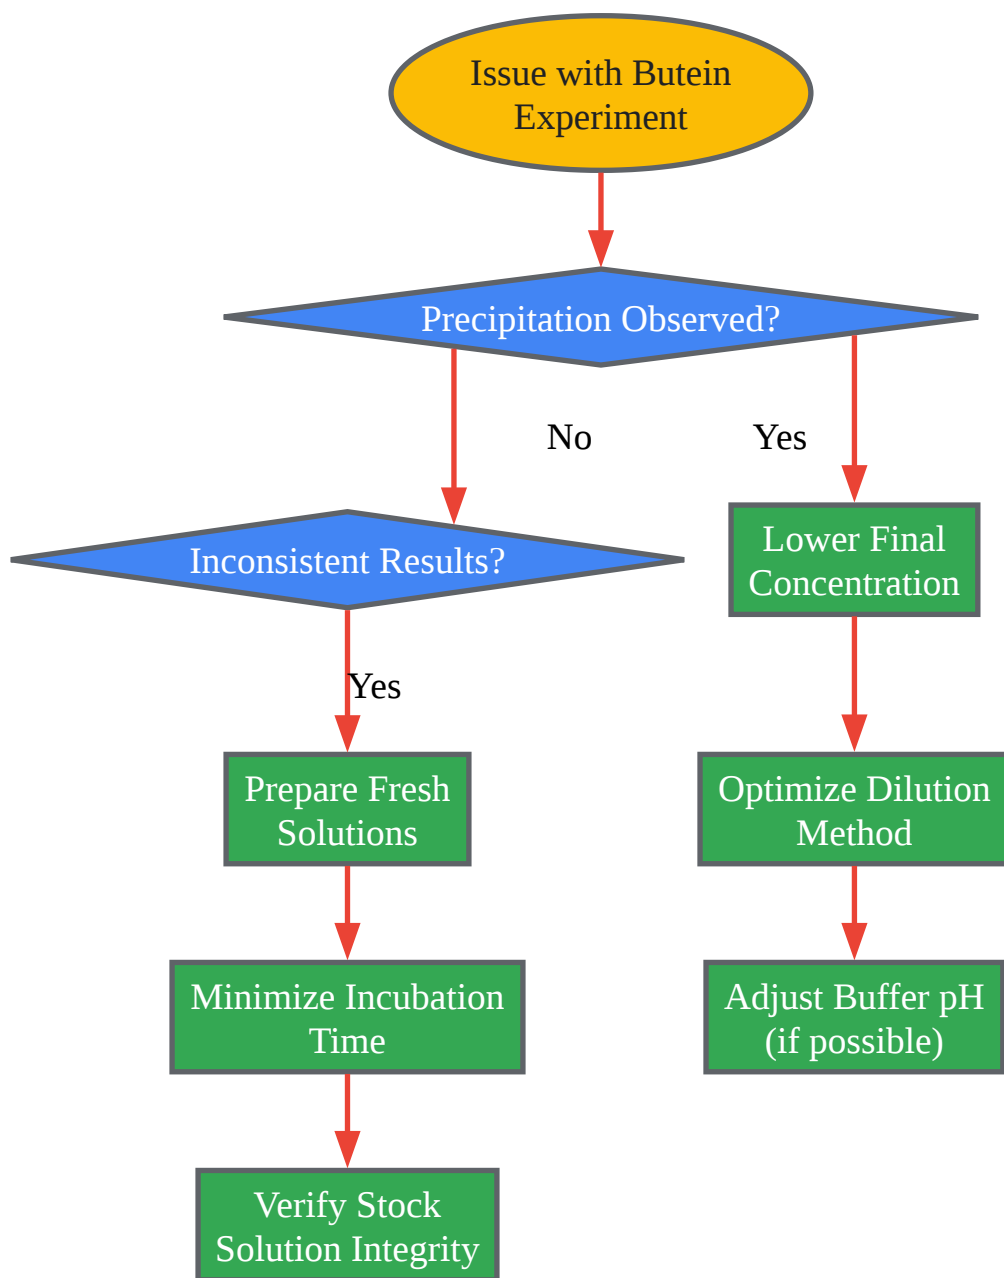 Issue with Butein
Experiment
Precipitation Observed?
No
Yes
Inconsistent Results?
Lower Final
Concentration
Yes
Prepare Fresh
Solutions
Optimize Dilution
Method
Minimize Incubation
Time
Adjust Buffer pH
(if possible)
Verify Stock
Solution Integrity